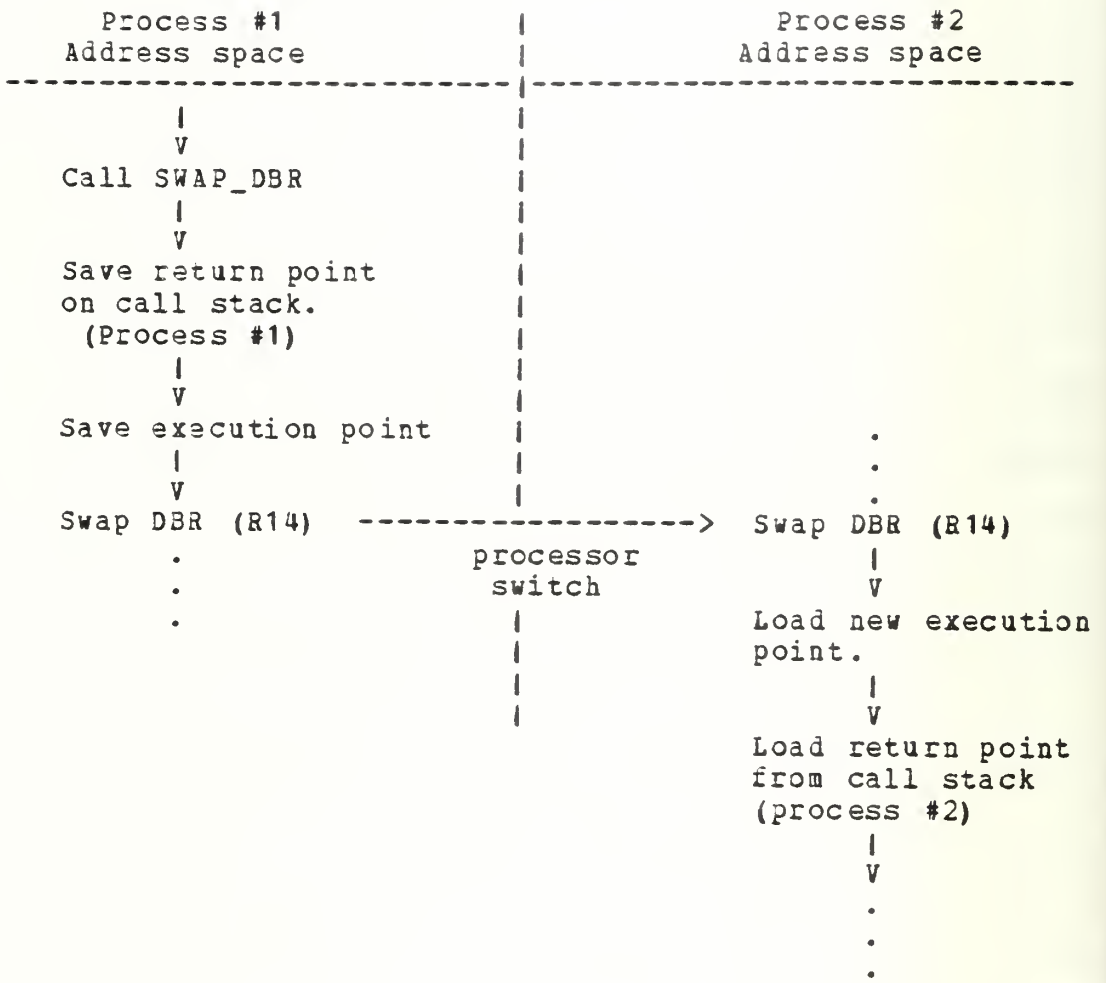 Process #1
Address space
Process #2
Address space
Call SWAP_DBR
Save return point
on call stack.
(Process #1)
Save execution point
Swap DBR (R14)
processor
switch
Swap DBR (R14)
Load new execution
point.
Load return point
from call stack
(process #2)